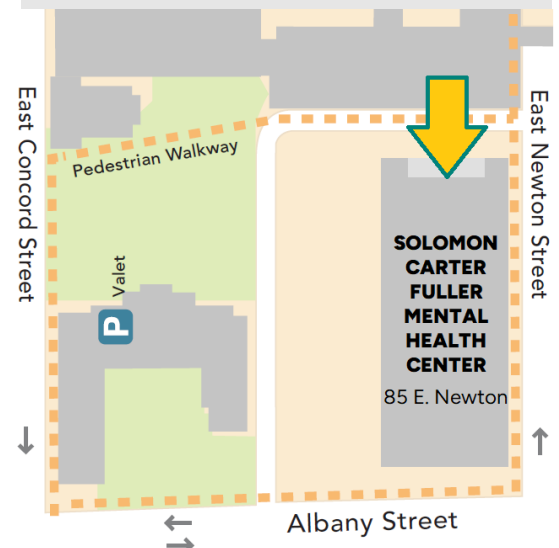 East Concord Street
Pedestrian Walkway
East Newton Street
Valet
P
SOLOMON
CARTER
FULLER
MENTAL
HEALTH
CENTER
85 E. Newton
Albany Street